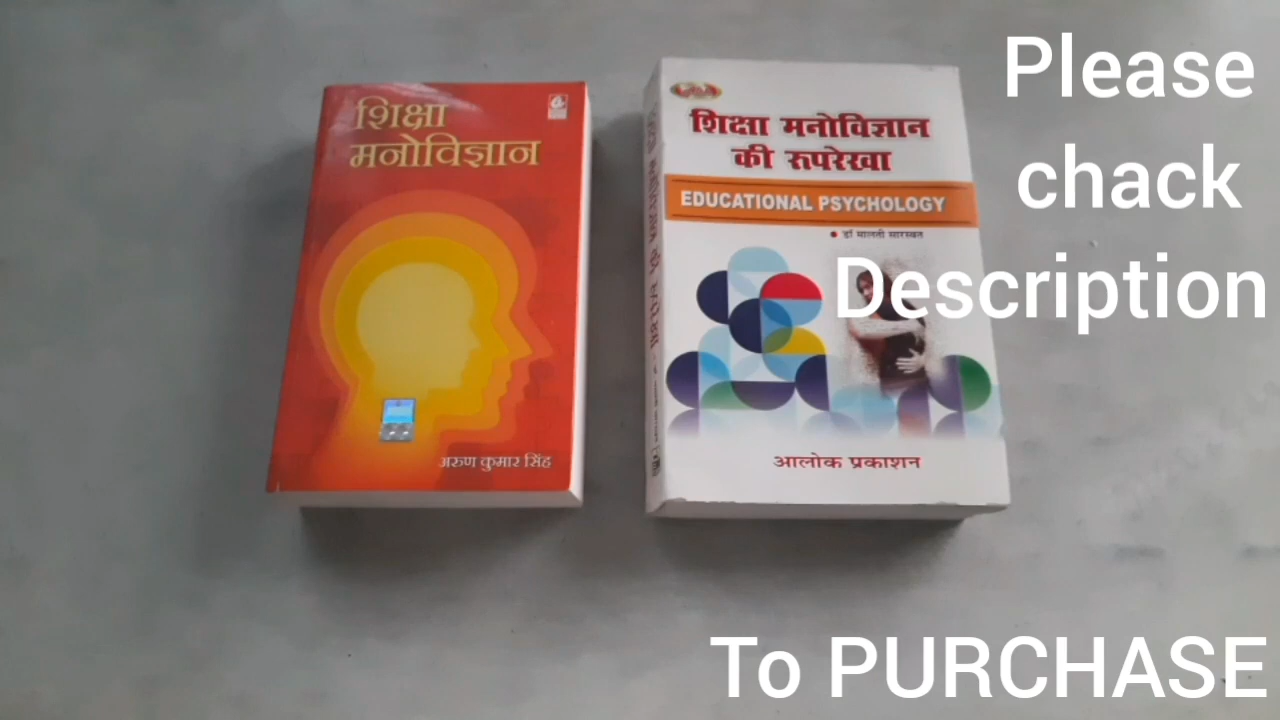 शिक्षा
मनोविज्ञान
अरुण कुमार सिंह
शिक्षा मनोविज्ञान
की रुपरेखा
EDUCATIONAL PSYCHOLOGY
डॉ मालती सारस्वत
आलोक प्रकाशन
Please
chack
Description
To PURCHASE